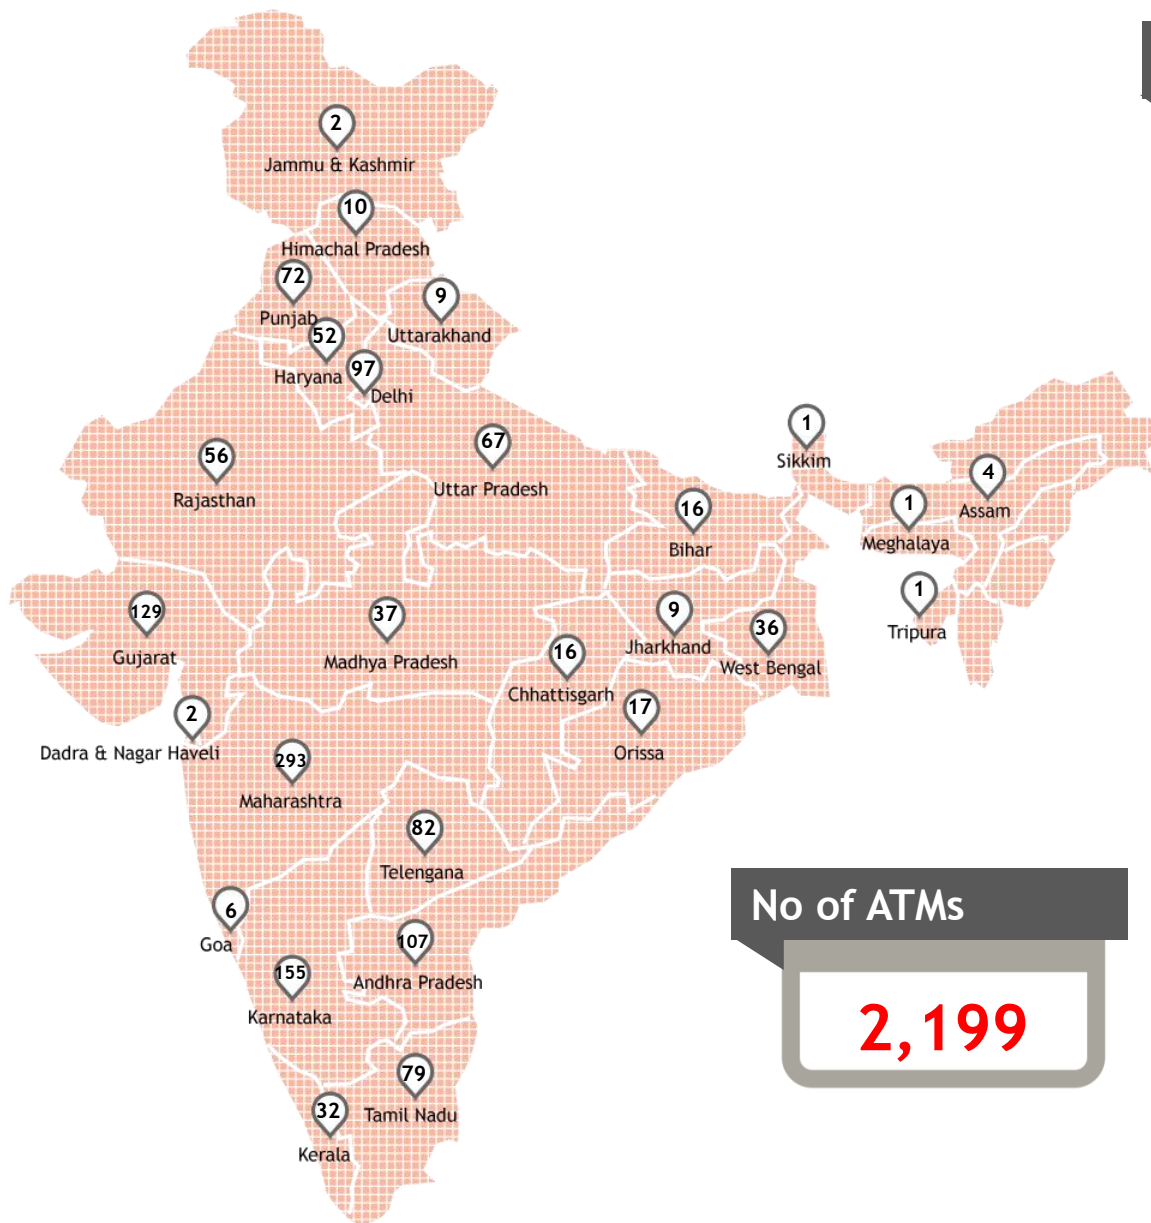 2
Jammu & Kashmir
10
Himachal Pradesh
72
Punjab
9
Uttarakhand
52
Haryana
97
Delhi
1
Sikkim
67
Uttar Pradesh
56
Rajasthan
4
Assam
16
Bihar
1
Meghalaya
1
Tripura
129
Gujarat
37
Madhya Pradesh
9
Jharkhand
36
West Bengal
16
Chhattisgarh
17
Orissa
2
Dadra & Nagar Haveli
293
Maharashtra
82
Telengana
6
Goa
107
Andhra Pradesh
155
Karnataka
79
Tamil Nadu
32
Kerala
No of ATMs
2,199